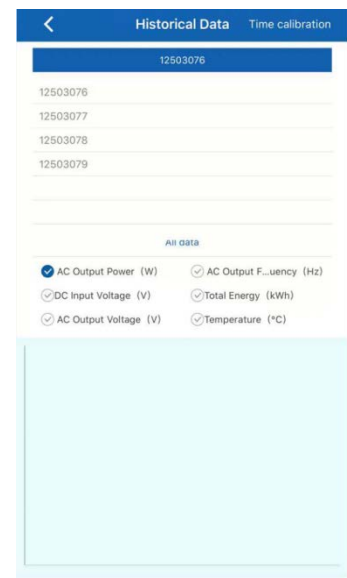 Historical Data Time calibration
12503076
12503076
12503077
12503078
12503079
All data
AC Output Power (W) AC Output F...uency (Hz)
DC Input Voltage (V) Total Energy (kWh)
AC Output Voltage (V) Temperature (°C)